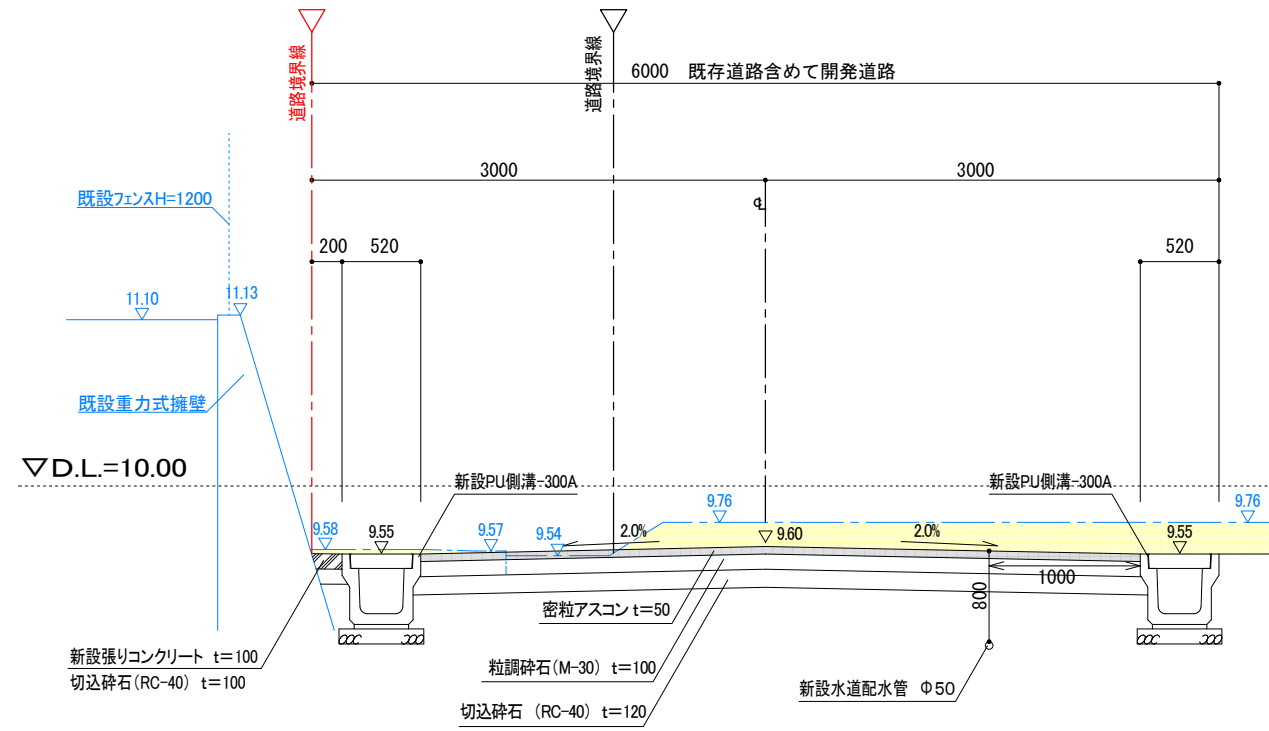 道路境界線
道路境界線
6000 既存道路含めて開発道路
3000
3000
℄
既設フェンスH=1200
200
520
520
11.10
11.13
既設重力式擁壁
▽D.L.=10.00
新設PU側溝-300A
新設PU側溝-300A
9.76
9.76
9.58
9.55
9.57
9.54
2.0%
9.60
2.0%
9.55
1000
800
密粒アスコン t=50
新設張りコンクリート t=100
切込砕石(RC-40) t=100
粒調砕石(M-30) t=100
新設水道配水管 Φ50
切込砕石 (RC-40) t=120